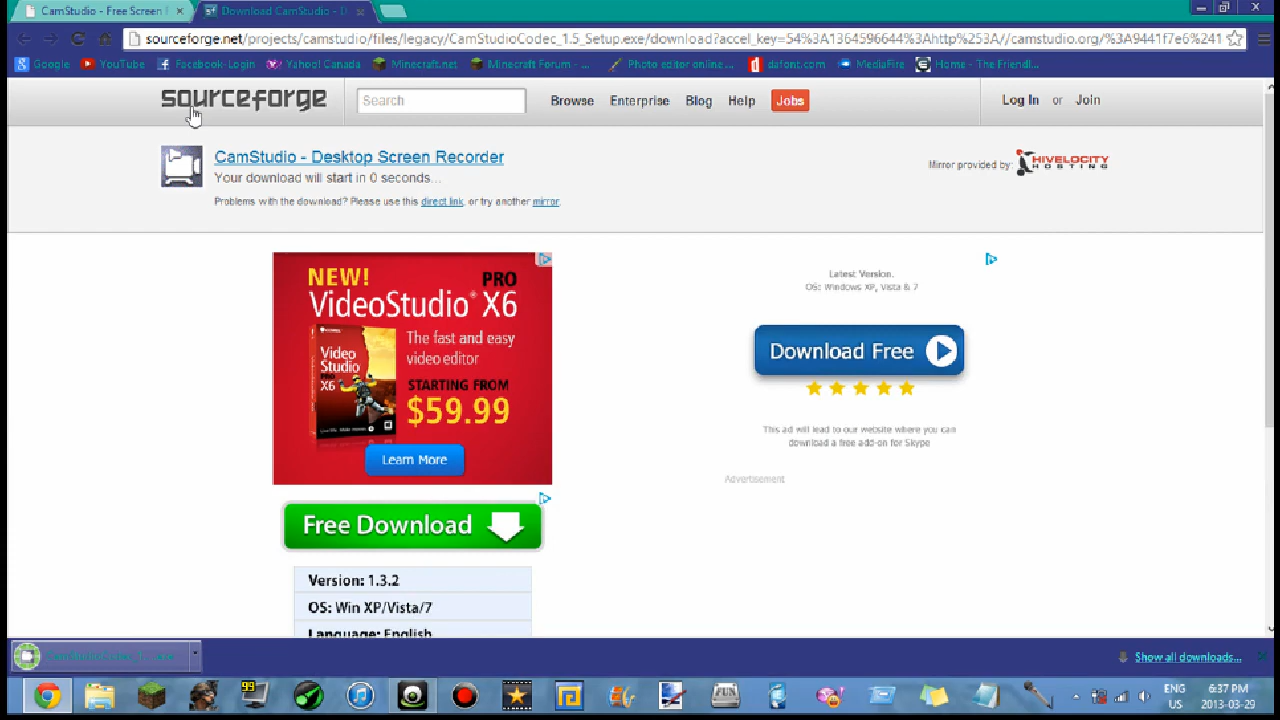 CamStudio - Free Screen
Download CamStudio - D
sourceforge.net/projects/camstudio/files/legacy/CamStudioCodec_1.5_Setup.exe/download?accel_key=54%3A1364596644%3Ahttp%253A//camstudio.org/%3A9441f7e6%241
Google YouTube Facebook-Login Yahoo! Canada Minecraft.net Minecraft Forum - ... Photo editor online ... dafont.com MediaFire Home - The Friendl...
sourceforge Search Browse Enterprise Blog Help Jobs Log In or Join
CamStudio - Desktop Screen Recorder
Your download will start in 0 seconds...
Problems with the download? Please use this direct link, or try another mirror.
Mirror provided by: HIVELOCITY HOSTING
NEW! PRO
VideoStudio® X6
The fast and easy
video editor
Video
Studio
PRO
X6
STARTING FROM
$59.99
Learn More
Free Download
Version: 1.3.2
OS: Win XP/Vista/7
Language: English
Latest Version.
OS: Windows XP, Vista & 7
Download Free
This ad will lead to our website where you can
download a free add-on for Skype
Advertisement
Show all downloads...
99
FUS
ENG
US
6:37 PM
2013-03-29